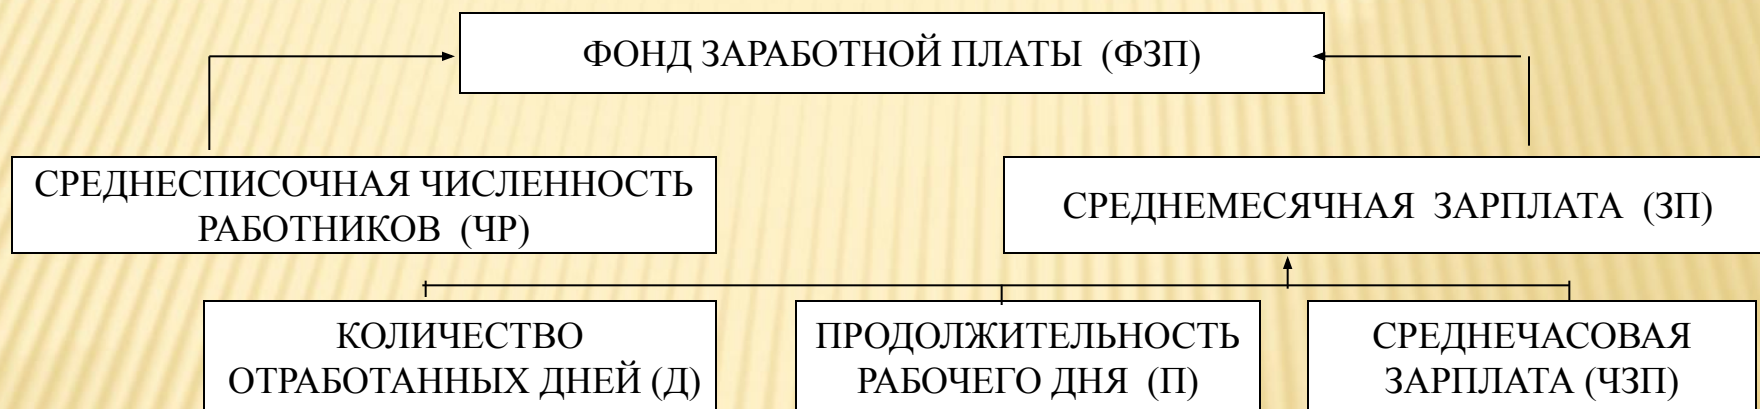 ФОНД ЗАРАБОТНОЙ ПЛАТЫ (ФЗП)
СРЕДНЕСПИСОЧНАЯ ЧИСЛЕННОСТЬ
РАБОТНИКОВ (ЧР)
СРЕДНЕМЕСЯЧНАЯ ЗАРПЛАТА (ЗП)
КОЛИЧЕСТВО
ОТРАБОТАННЫХ ДНЕЙ (Д)
ПРОДОЛЖИТЕЛЬНОСТЬ
РАБОЧЕГО ДНЯ (П)
СРЕДНЕЧАСОВАЯ
ЗАРПЛАТА (ЧЗП)